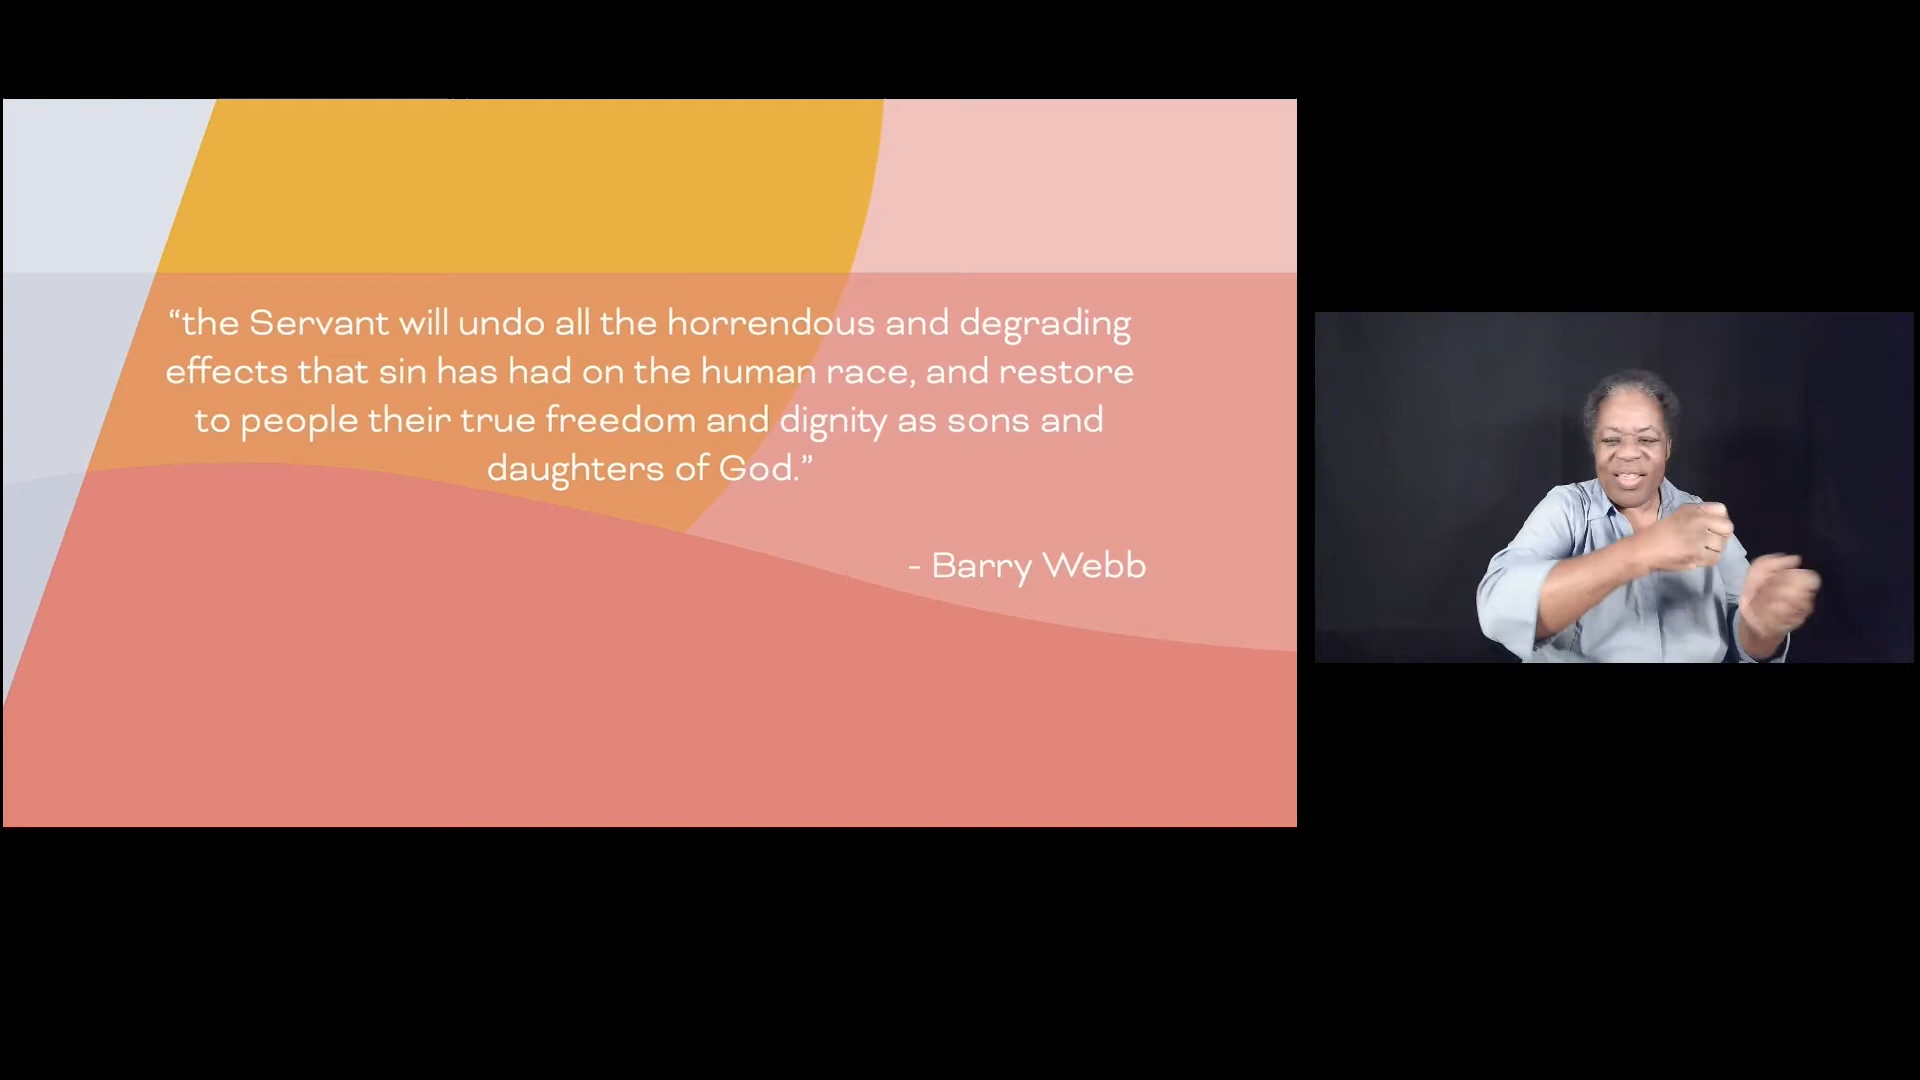 “the Servant will undo all the horrendous and degrading
effects that sin has had on the human race, and restore
to people their true freedom and dignity as sons and
daughters of God.”
- Barry Webb